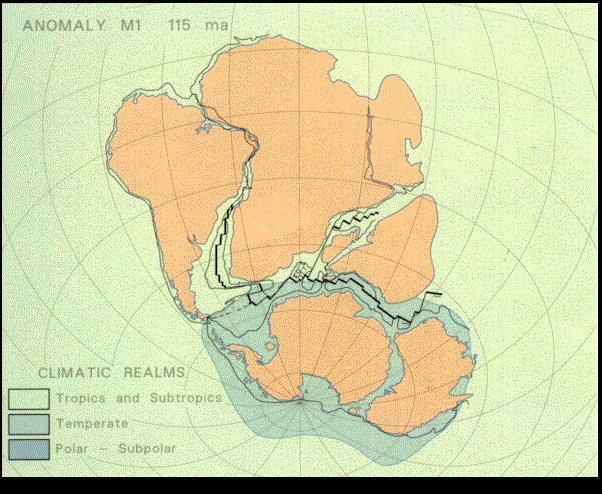 ANOMALY M1 115 ma
CLIMATIC REALMS
Tropics and Subtropics
Temperate
Polar – Subpolar